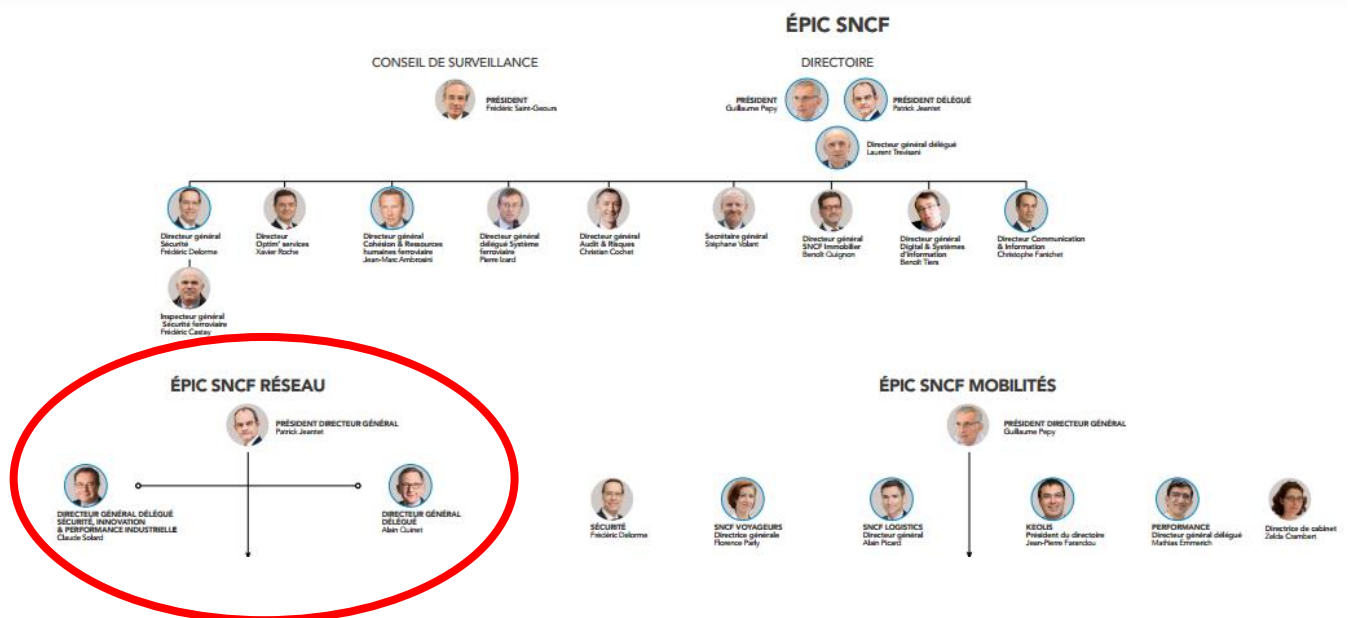 ÉPIC SNCF
CONSEIL DE SURVEILLANCE
DIRECTOIRE
PRÉSIDENT
Frédéric Saint-Geours
PRÉSIDENT
Guillaume Pepy
PRÉSIDENT DÉLÉGUÉ
Patrick Jeantet
Directeur général délégué
Laurent Trevisani
Directeur général
Sécurité
Frédéric Delorme
Directeur
Optim' services
Xavier Roche
Directeur général
Cohésion & Ressources
humaines ferroviaire
Jean-Marc Ambrosini
Directeur général
délégué Système
ferroviaire
Pierre Izard
Directeur général
Audit & Risques
Christian Cochet
Secrétaire général
Stéphane Volant
Directeur général
SNCF Immobilier
Benoît Quignon
Directeur général
Digital & Systèmes
d'information
Benoît Tiers
Directeur Communication
& Information
Christophe Fanichet
Inspecteur général
Sécurité ferroviaire
Frédéric Castay
ÉPIC SNCF RÉSEAU
PRÉSIDENT DIRECTEUR GÉNÉRAL
Patrick Jeantet
DIRECTEUR GÉNÉRAL DÉLÉGUÉ
SÉCURITÉ, INNOVATION
& PERFORMANCE INDUSTRIELLE
Claude Solard
DIRECTEUR GÉNÉRAL
DÉLÉGUÉ
Alain Quinet
ÉPIC SNCF MOBILITÉS
PRÉSIDENT DIRECTEUR GÉNÉRAL
Guillaume Pepy
SÉCURITÉ
Frédéric Delorme
SNCF VOYAGEURS
Directrice générale
Florence Parly
SNCF LOGISTICS
Directeur général
Alain Picard
KEOLIS
Président du directoire
Jean-Pierre Farandou
PERFORMANCE
Directeur général délégué
Mathias Emmerich
Directrice de cabinet
Zelda Crambert